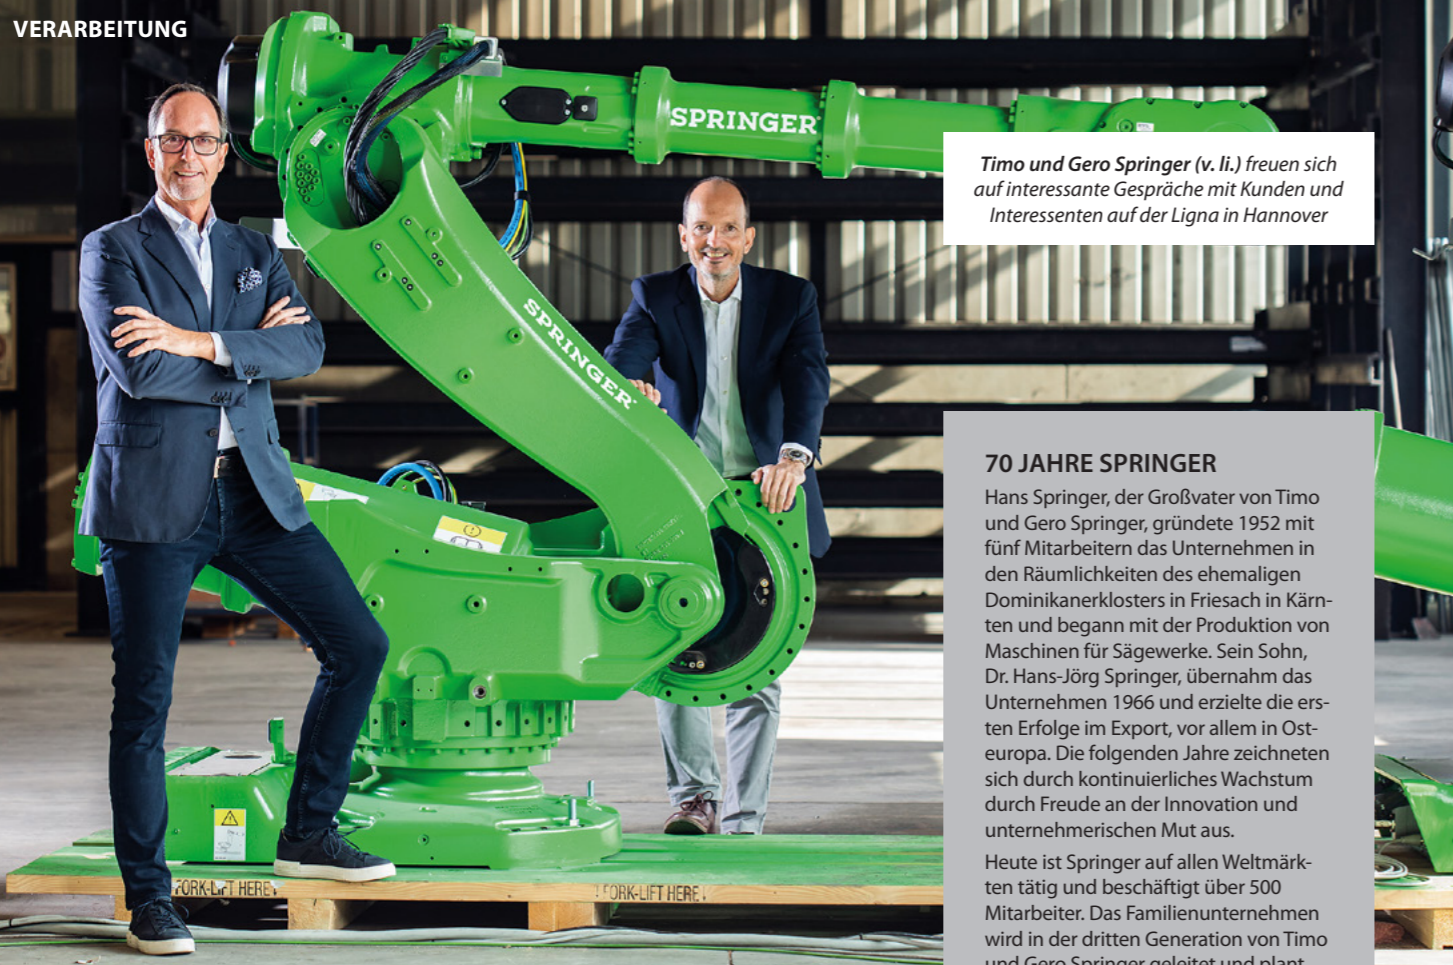 VERARBEITUNG
SPRINGER
SPRINGER
Timo und Gero Springer (v. li.) freuen sich
auf interessante Gespräche mit Kunden und
Interessenten auf der Ligna in Hannover
70 JAHRE SPRINGER
Hans Springer, der Großvater von Timo
und Gero Springer, gründete 1952 mit
fünf Mitarbeitern das Unternehmen in
den Räumlichkeiten des ehemaligen
Dominikanerklosters in Friesach in Kärn-
ten und begann mit der Produktion von
Maschinen für Sägewerke. Sein Sohn,
Dr. Hans-Jörg Springer, übernahm das
Unternehmen 1966 und erzielte die ers-
ten Erfolge im Export, vor allem in Ost-
europa. Die folgenden Jahre zeichneten
sich durch kontinuierliches Wachstum
durch Freude an der Innovation und
unternehmerischen Mut aus.
Heute ist Springer auf allen Weltmärk-
ten tätig und beschäftigt über 500
Mitarbeiter. Das Familienunternehmen
wird in der dritten Generation von Timo
und Gero Springer geleitet und plant
FORK-LIFT HERE
FORK-LIFT HERE